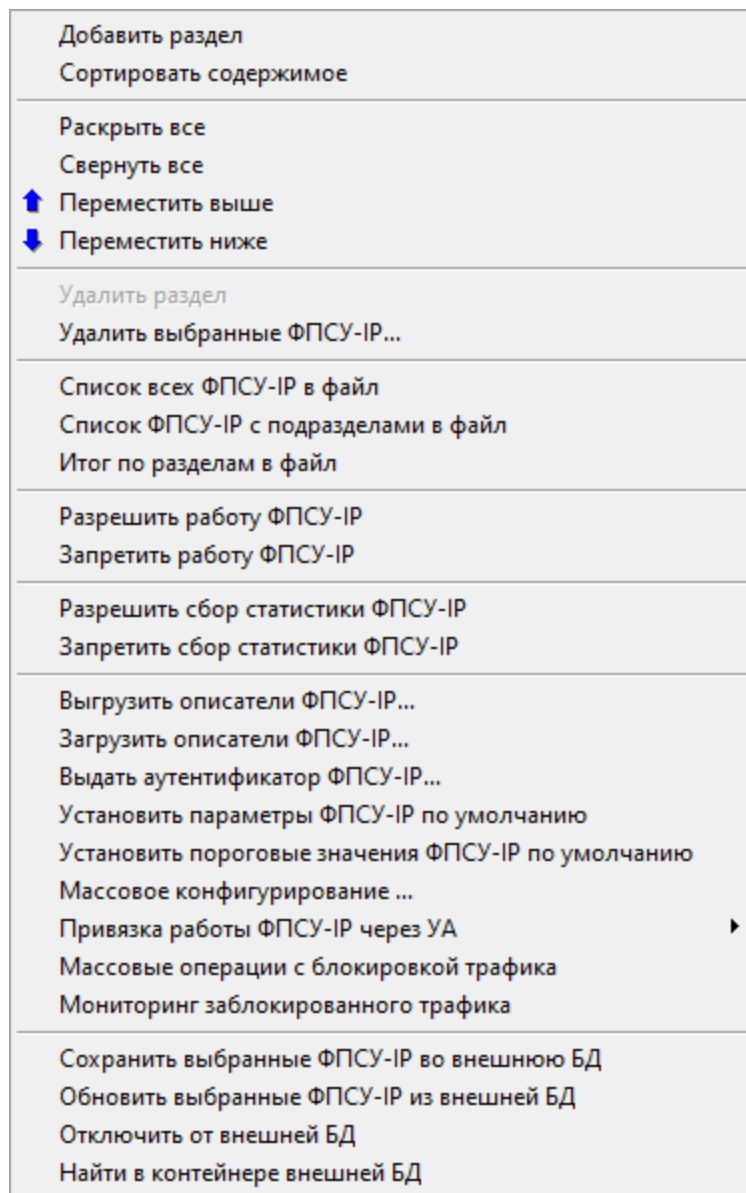 Добавить раздел
Сортировать содержимое
Раскрыть все
Свернуть все
Переместить выше
Переместить ниже
Удалить раздел
Удалить выбранные ФПСУ-IP...
Список всех ФПСУ-IP в файл
Список ФПСУ-IP с подразделами в файл
Итог по разделам в файл
Разрешить работу ФПСУ-IP
Запретить работу ФПСУ-IP
Разрешить сбор статистики ФПСУ-IP
Запретить сбор статистики ФПСУ-IP
Выгрузить описатели ФПСУ-IP...
Загрузить описатели ФПСУ-IP...
Выдать аутентификатор ФПСУ-IP...
Установить параметры ФПСУ-IP по умолчанию
Установить пороговые значения ФПСУ-IP по умолчанию
Массовое конфигурирование ...
Привязка работы ФПСУ-IP через УА
Массовые операции с блокировкой трафика
Мониторинг заблокированного трафика
Сохранить выбранные ФПСУ-IP во внешнюю БД
Обновить выбранные ФПСУ-IP из внешней БД
Отключить от внешней БД
Найти в контейнере внешней БД